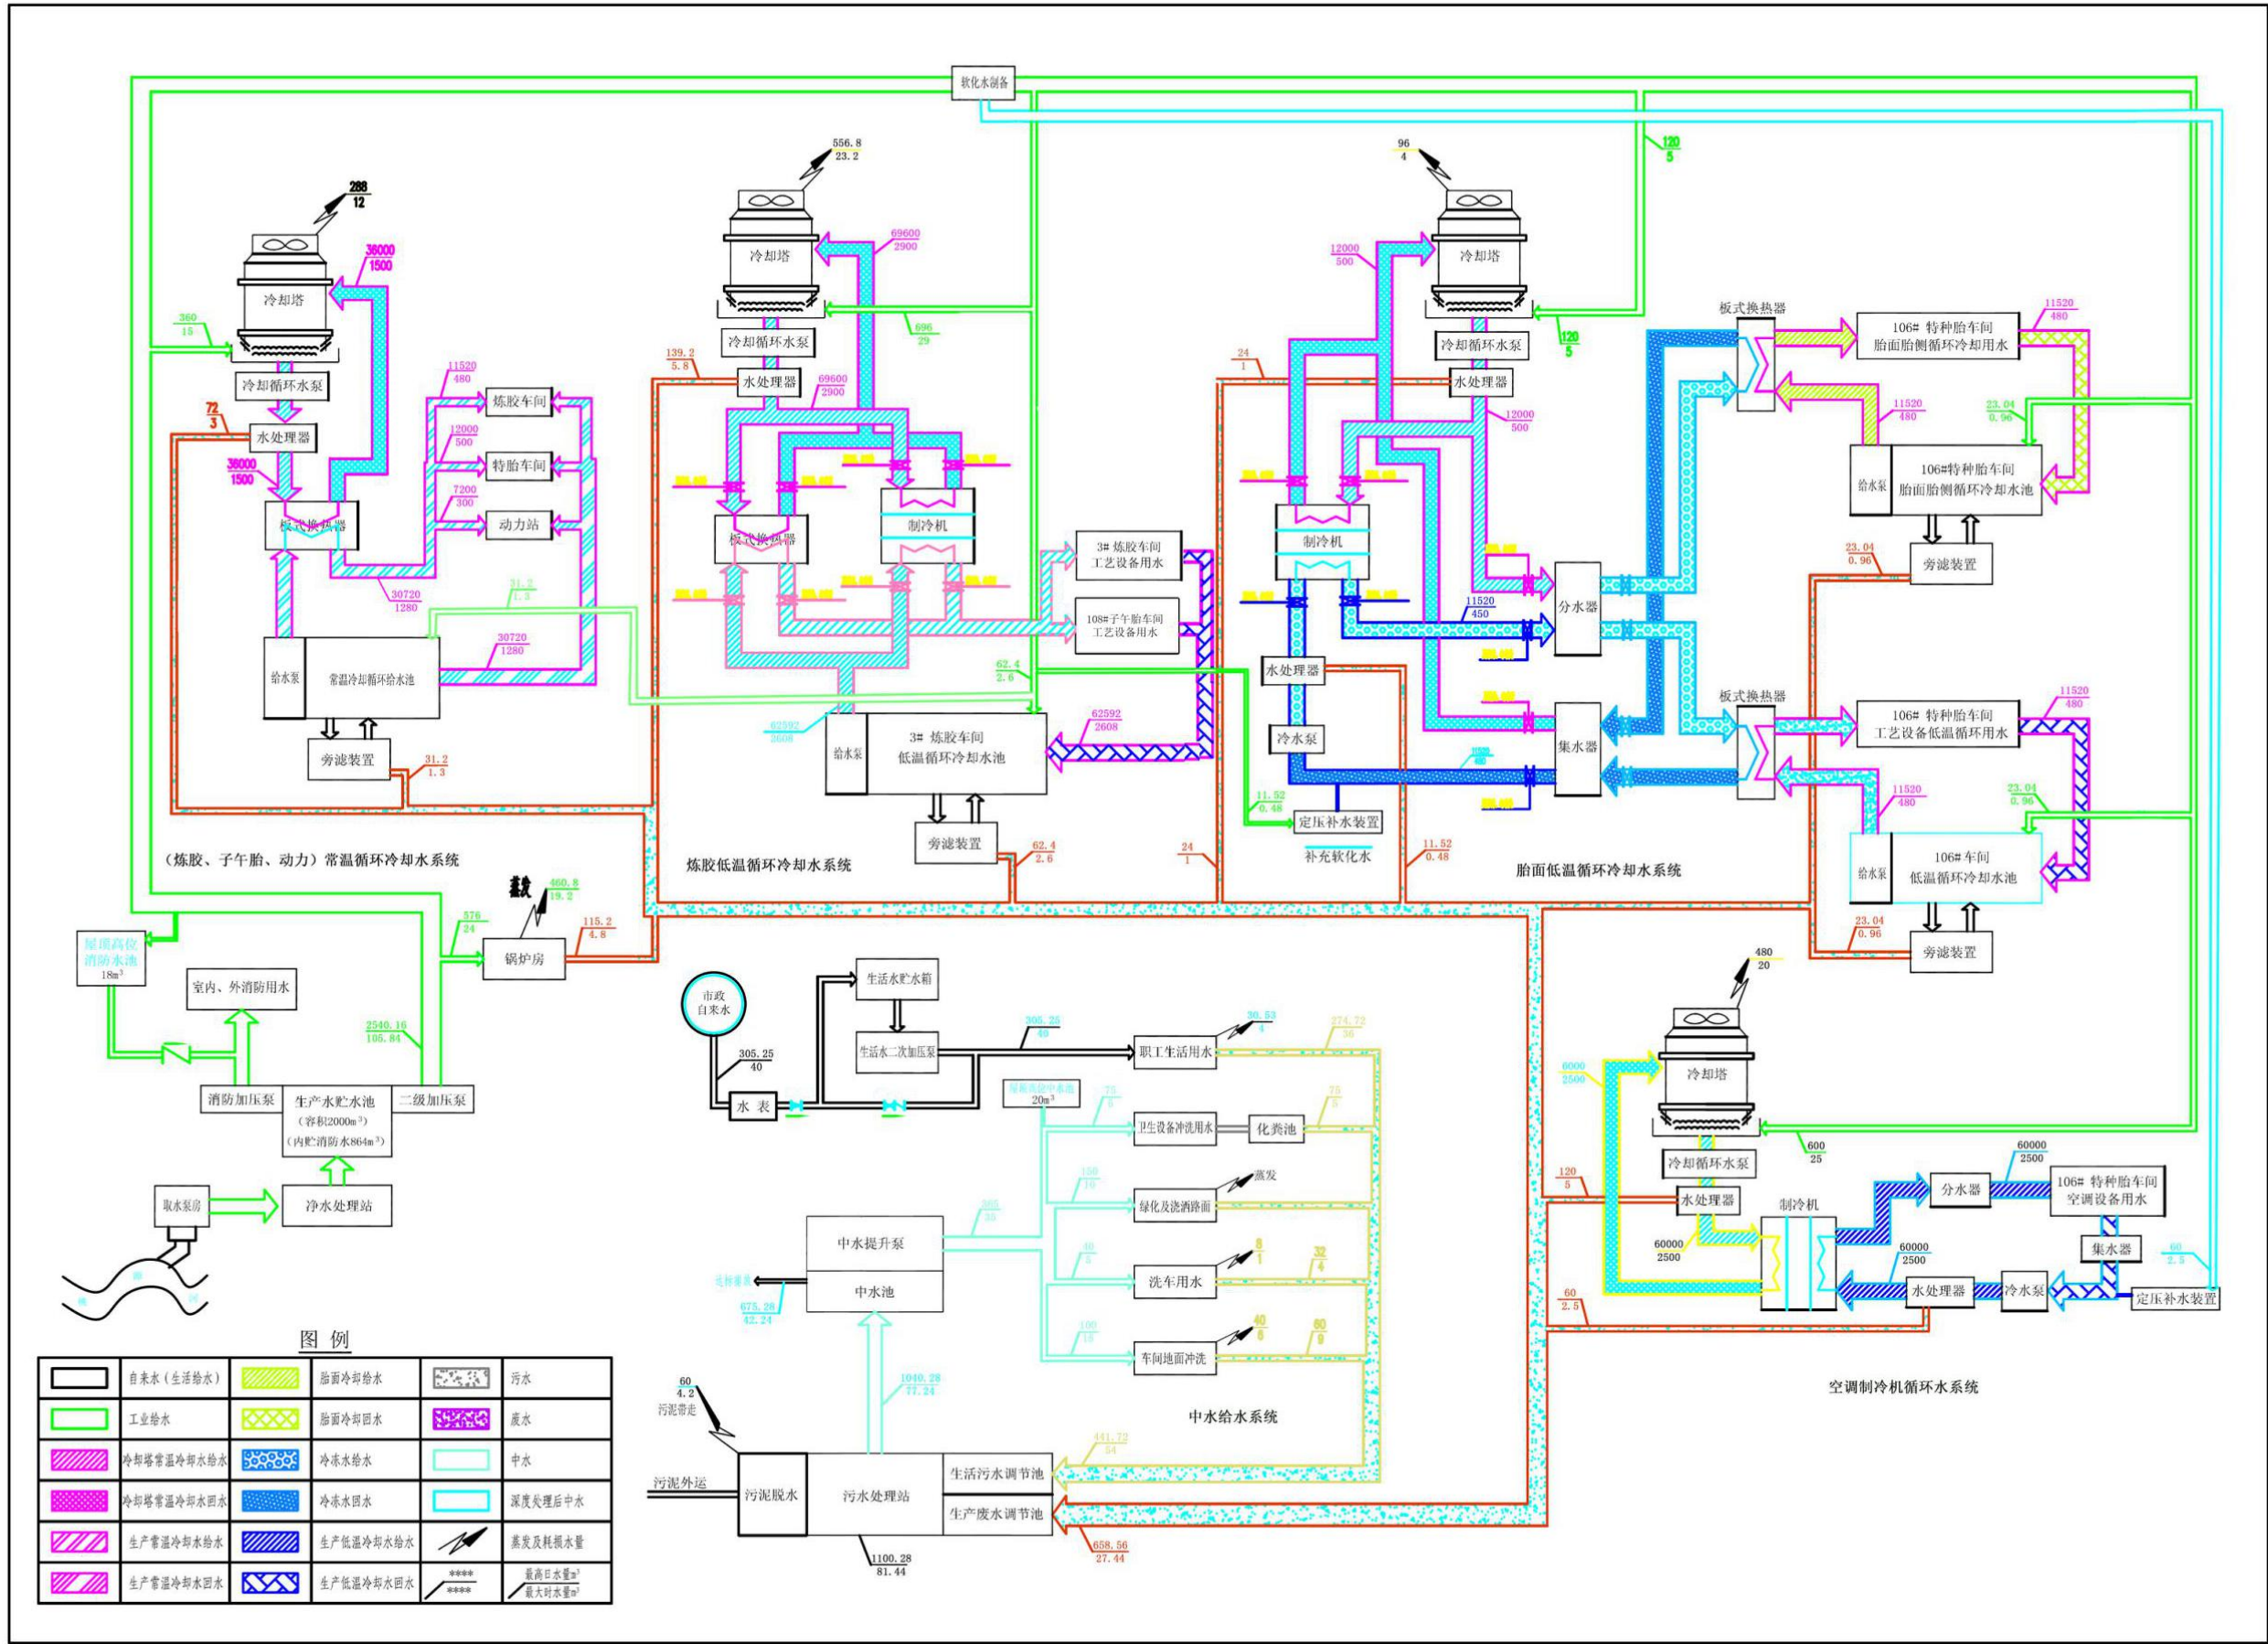 软化水制备
288
12
36000
1500
冷却塔
360
15
冷却循环水泵
72
3
水处理器
36000
1500
板式换热器
11520
480
炼胶车间
12000
500
特胎车间
7200
300
动力站
30720
1280
31.2
1.3
30720
1280
给水泵
常温冷却循环给水池
旁滤装置
31.2
1.3
(炼胶、子午胎、动力)常温循环冷却水系统
556.8
23.2
冷却塔
69600
2900
696
29
冷却循环水泵
139.2
5.8
水处理器
69600
2900
板式换热器
制冷机
3# 炼胶车间
工艺设备用水
108#子午胎车间
工艺设备用水
62.4
2.6
62592
2608
62592
2608
给水泵
3# 炼胶车间
低温循环冷却水池
旁滤装置
62.4
2.6
炼胶低温循环冷却水系统
96
4
120
5
冷却塔
12000
500
120
5
冷却循环水泵
24
1
水处理器
12000
500
制冷机
11520
450
分水器
水处理器
冷水泵
集水器
11.52
0.48
定压补水装置
补充软化水
24
1
11.52
0.48
胎面低温循环冷却水系统
板式换热器
106# 特种胎车间
胎面胎侧循环冷却用水
11520
480
11520
480
23.04
0.96
给水泵
106#特种胎车间
胎面胎侧循环冷却水池
23.04
0.96
旁滤装置
板式换热器
106# 特种胎车间
工艺设备低温循环用水
11520
480
11520
480
23.04
0.96
给水泵
106#车间
低温循环冷却水池
23.04
0.96
旁滤装置
蒸发
460.8
19.2
576
24
115.2
4.8
锅炉房
屋顶高位
消防水池
18m³
室内、外消防用水
2540.16
105.84
消防加压泵
生产水贮水池
(容积2000m³)
(内贮消防水864m³)
二级加压泵
取水泵房
净水处理站
市政
自来水
305.25
40
水 表
生活水贮水箱
生活水二次加压泵
305.25
40
职工生活用水
30.53
4
274.72
36
屋顶高位中水池
20m³
75
5
卫生设备冲洗用水
化粪池
75
5
150
10
绿化及浇洒路面
蒸发
365
35
40
5
洗车用水
8
1
32
4
100
15
车间地面冲洗
40
6
60
9
中水提升泵
中水池
675.28
42.24
1040.28
77.24
中水给水系统
60
4.2
污泥带走
污泥外运
污泥脱水
污水处理站
生活污水调节池
生产废水调节池
441.72
54
658.56
27.44
1100.28
81.44
480
20
冷却塔
6000
2500
600
25
冷却循环水泵
120
5
水处理器
60000
2500
制冷机
60000
2500
分水器
106# 特种胎车间
空调设备用水
集水器
60
2.5
60000
2500
水处理器
冷水泵
定压补水装置
60
2.5
空调制冷机循环水系统
图 例
自来水(生活给水)
胎面冷却给水
污水
工业给水
胎面冷却回水
废水
冷却塔常温冷却水给水
冷冻水给水
中水
冷却塔常温冷却水回水
冷冻水回水
深度处理后中水
生产常温冷却水给水
生产低温冷却水给水
蒸发及耗损水量
生产常温冷却水回水
生产低温冷却水回水
****
****
最高日水量m³
最大时水量m³